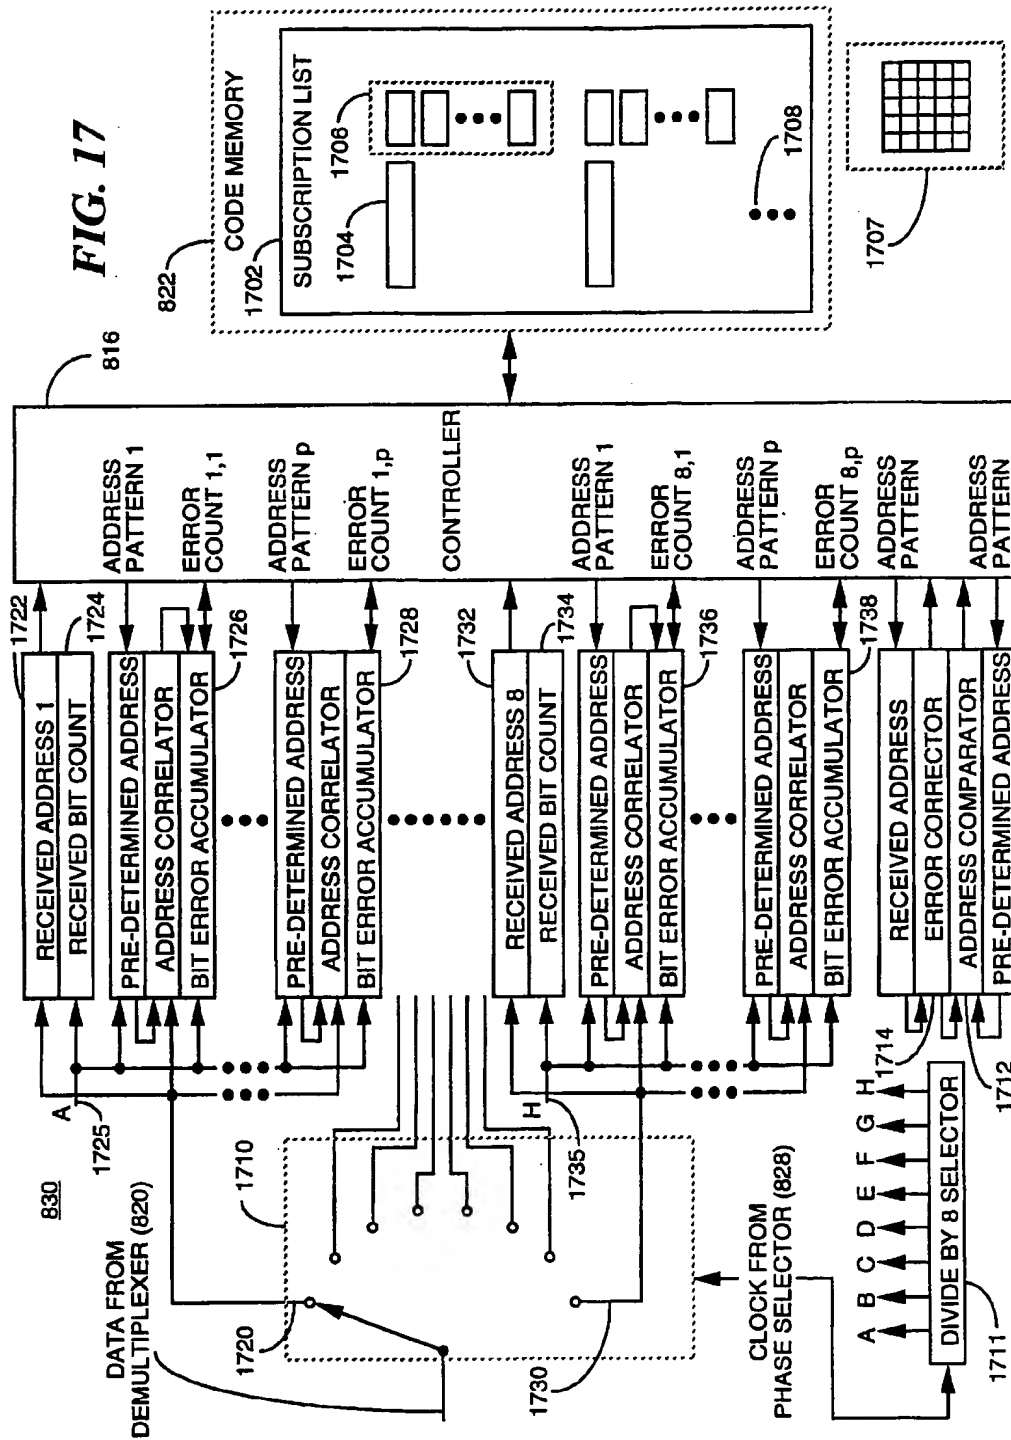 FIG. 17
830
DATA FROM
DEMULTIPLEXER (820)
1710
1720
1730
A
1725
H
1735
CLOCK FROM
PHASE SELECTOR (828)
A B C D E F G H
DIVIDE BY 8 SELECTOR
1711
1722
RECEIVED ADDRESS 1
RECEIVED BIT COUNT
1724
PRE-DETERMINED ADDRESS
ADDRESS CORRELATOR
BIT ERROR ACCUMULATOR
1726
PRE-DETERMINED ADDRESS
ADDRESS CORRELATOR
BIT ERROR ACCUMULATOR
1728
1732
RECEIVED ADDRESS 8
RECEIVED BIT COUNT
1734
PRE-DETERMINED ADDRESS
ADDRESS CORRELATOR
BIT ERROR ACCUMULATOR
1736
PRE-DETERMINED ADDRESS
ADDRESS CORRELATOR
BIT ERROR ACCUMULATOR
1738
1714
1712
RECEIVED ADDRESS
ERROR CORRECTOR
ADDRESS COMPARATOR
PRE-DETERMINED ADDRESS
816
ADDRESS
PATTERN 1
ERROR
COUNT 1,1
ADDRESS
PATTERN p
ERROR
COUNT 1,p
CONTROLLER
ADDRESS
PATTERN 1
ERROR
COUNT 8,1
ADDRESS
PATTERN p
ERROR
COUNT 8,p
ADDRESS
PATTERN
ADDRESS
PATTERN
822
CODE MEMORY
1702
SUBSCRIPTION LIST
1704
1706
1708
1707